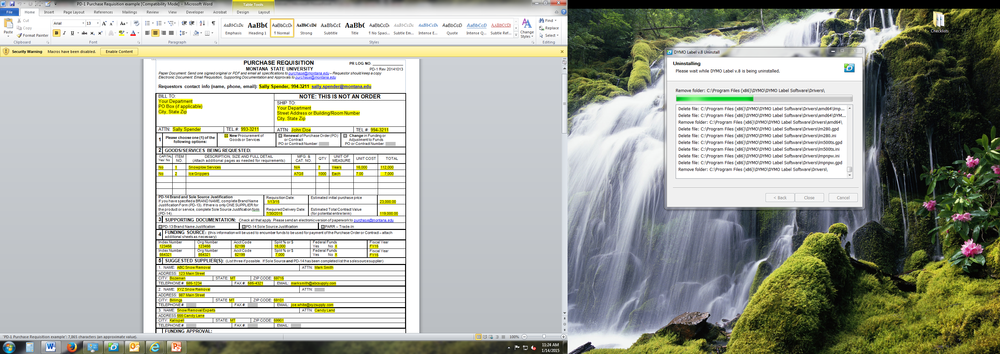 PD-1 Purchase Requisition example [Compatibility Mode] - Microsoft Word
Table Tools
File Home Insert Page Layout References Mailings Review View Developer Acrobat Design Layout
Paste
Cut
Copy
Format Painter
Clipboard
Arial 13
Font
Paragraph
AaBbCcDc AaBbC AaBbCcDc AaBbCcDd AaBbCcI AaBbC AaBbCcDc AaBbCcDc AaBbCcDc AaBbCcD AaBbCcD AABBCCDI
Emphasis Heading 1 ¶ Normal Strong Subtitle Title ¶ No Spaci... Subtle Em... Intense E... Quote Intense Q... Subtle Ref...
Styles
Change Styles
Find
Replace
Select
Editing
Security Warning Macros have been disabled. Enable Content
PURCHASE REQUISITION PR LOG NO.
MONTANA STATE UNIVERSITY PD-1 Rev 20141013
Paper Document: Send one signed original or PDF and email all specifications to purchase@montana.edu – Requestor should keep a copy
Electronic Document: Email Requisition, Supporting Documentation and Approvals to purchase@montana.edu
Requestors contact info (name, phone, email): Sally Spender, 994-3211 sally.spender@montana.edu
BILL TO:
Your Department
PO Box (if applicable)
City, State Zip
NOTE: THIS IS NOT AN ORDER
SHIP TO:
Your Department
Street Address or Building/Room Number
City. State Zip
ATTN: Sally Spender TEL.#: 993-3211 ATTN: John Doe TEL.#: 994-3211
1 Please choose one (1) of the following options:
New Procurement of Goods or Services
Renewal of Purchase Order (PO) or Contract
PO or Contract Number:
Change in Funding or Adjustment to Funds
PO or Contract Number:
2 GOODS/SERVICES BEING REQUESTED:
CAPITAL Yes/ No ITEM NO. DESCRIPTION, SIZE AND FULL DETAIL (Attach additional pages as needed for requirements) MFG. & CAT. NO. QTY UNIT OF MEASURE UNIT COST TOTAL
No 1 Snowplow Services N/A 7 Years 16,000 112,000
No 2 Ice Grippers A7G8 1000 Each 7.00 7,000
PD-14 Brand and Sole Source Justification
If you have specified a BRAND NAME, complete Brand Name
Justification Form (PD-13). If there is only ONE SUPPLIER for
the product or service, complete Sole Source Justification form
(PD-14).
Requisition Date:
1/13/15
Required Delivery Date:
7/30/2015
Estimated initial purchase price
23,000.00
Estimated Total Contract Value
(for potential entire term) 119,000.00
3 SUPPORTING DOCUMENTATION: Check all that apply. Please send an electronic version of paperwork to purchase@montana.edu
PD-13 Brand Name Justification PD-14 Sole Source Justification PARR – Trade-In
4 FUNDING SOURCE: (this information will be used to encumber funds to be used for payment of the Purchase Order or Contract – attach
additional sheets as necessary)
Index Number Org Number Acct Code Split % or $ Federal Funds Fiscal Year
123456 123456 62199 16,000 Yes No X FY15
Index Number Org Number Acct Code Split % or $ Federal Funds Fiscal Year
654321 654321 62199 7,000 Yes No X FY15
5 SUGGESTED SUPPLIER(S): (List three if possible. If Sole Source and PD-14 has been completed list the sole source supplier)
1. NAME: ABC Snow Removal ATTN: Mark Smith
ADDRESS: 123 Main Street
CITY: Bozeman STATE: MT ZIP CODE: 59715
TELEPHONE #: 585-1234 FAX #: 585-4321 EMAIL: marksmith@abcsupply.com
2. NAME: XYZ Snow Removal ATTN:
ADDRESS: 987 Main Street
CITY: Billings STATE MT ZIP CODE: 59101
TELEPHONE #: FAX #: EMAIL: joe.white@xyzsupply.com
3. NAME: Snow Removal Experts ATTN: Candy Land
ADDRESS: 555 Candy Lane
CITY: Kalispell STATE: MT ZIP CODE: 59901
TELEPHONE #: FAX #: EMAIL:
FUNDING APPROVAL:
"PD-1 Purchase Requisition example": 7,865 characters (an approximate value).
100%
11:24 AM
1/14/2015
Checklists
DYMO Label v.8 Uninstall
Uninstalling
Please wait while DYMO Label v.8 is being uninstalled.
Remove folder: C:\Program Files (x86)\DYMO\DYMO Label Software\Drivers\
Delete file: C:\Program Files (x86)\DYMO\DYMO Label Software\Drivers\amd64\lmp...
Delete file: C:\Program Files (x86)\DYMO\DYMO Label Software\Drivers\amd64\DYM...
Remove folder: C:\Program Files (x86)\DYMO\DYMO Label Software\Drivers\amd64\
Delete file: C:\Program Files (x86)\DYMO\DYMO Label Software\Drivers\lm280.gpd
Delete file: C:\Program Files (x86)\DYMO\DYMO Label Software\Drivers\lm280.ini
Delete file: C:\Program Files (x86)\DYMO\DYMO Label Software\Drivers\lm500ts.gpd
Delete file: C:\Program Files (x86)\DYMO\DYMO Label Software\Drivers\lm500ts.ini
Delete file: C:\Program Files (x86)\DYMO\DYMO Label Software\Drivers\lmpnpw.ini
Delete file: C:\Program Files (x86)\DYMO\DYMO Label Software\Drivers\lmpnpw.gpd
Remove folder: C:\Program Files (x86)\DYMO\DYMO Label Software\Drivers\
< Back Close Cancel